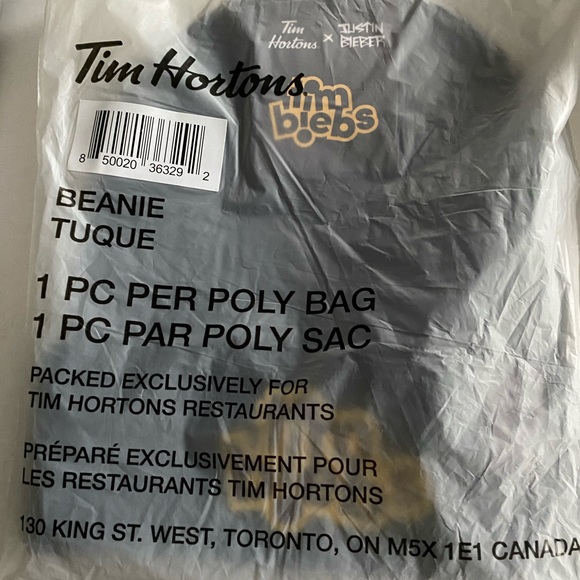 Tim Hortons x JUSTIN BIEBER
Tim Hortons
tim
biebs
8 50020 36329 2
BEANIE
TUQUE
1 PC PER POLY BAG
1 PC PAR POLY SAC
PACKED EXCLUSIVELY FOR
TIM HORTONS RESTAURANTS
PRÉPARÉ EXCLUSIVEMENT POUR
LES RESTAURANTS TIM HORTONS
130 KING ST. WEST, TORONTO, ON M5X 1E1 CANADA